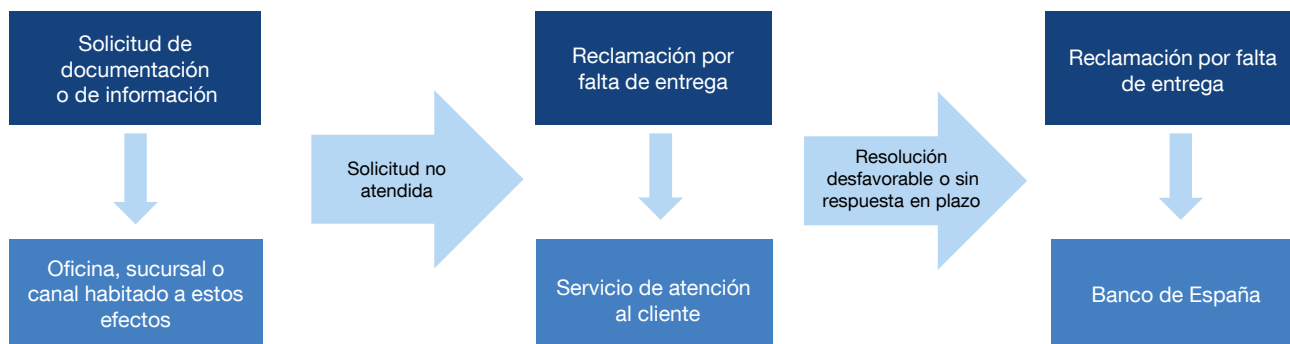 Solicitud de
documentación
o de información
Oficina, sucursal o
canal habitado a estos
efectos
Solicitud no
atendida
Reclamación por
falta de entrega
Servicio de atención
al cliente
Resolución
desfavorable o sin
respuesta en plazo
Reclamación por falta
de entrega
Banco de España